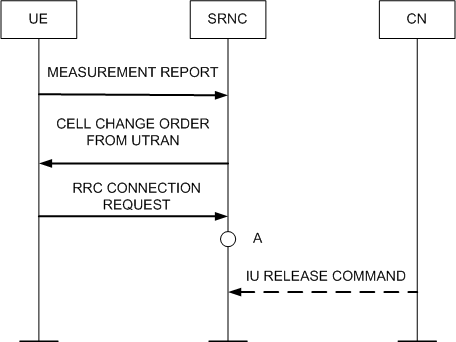 UE
SRNC
CN
MEASUREMENT REPORT
CELL CHANGE ORDER
FROM UTRAN
RRC CONNECTION
REQUEST
A
IU RELEASE COMMAND